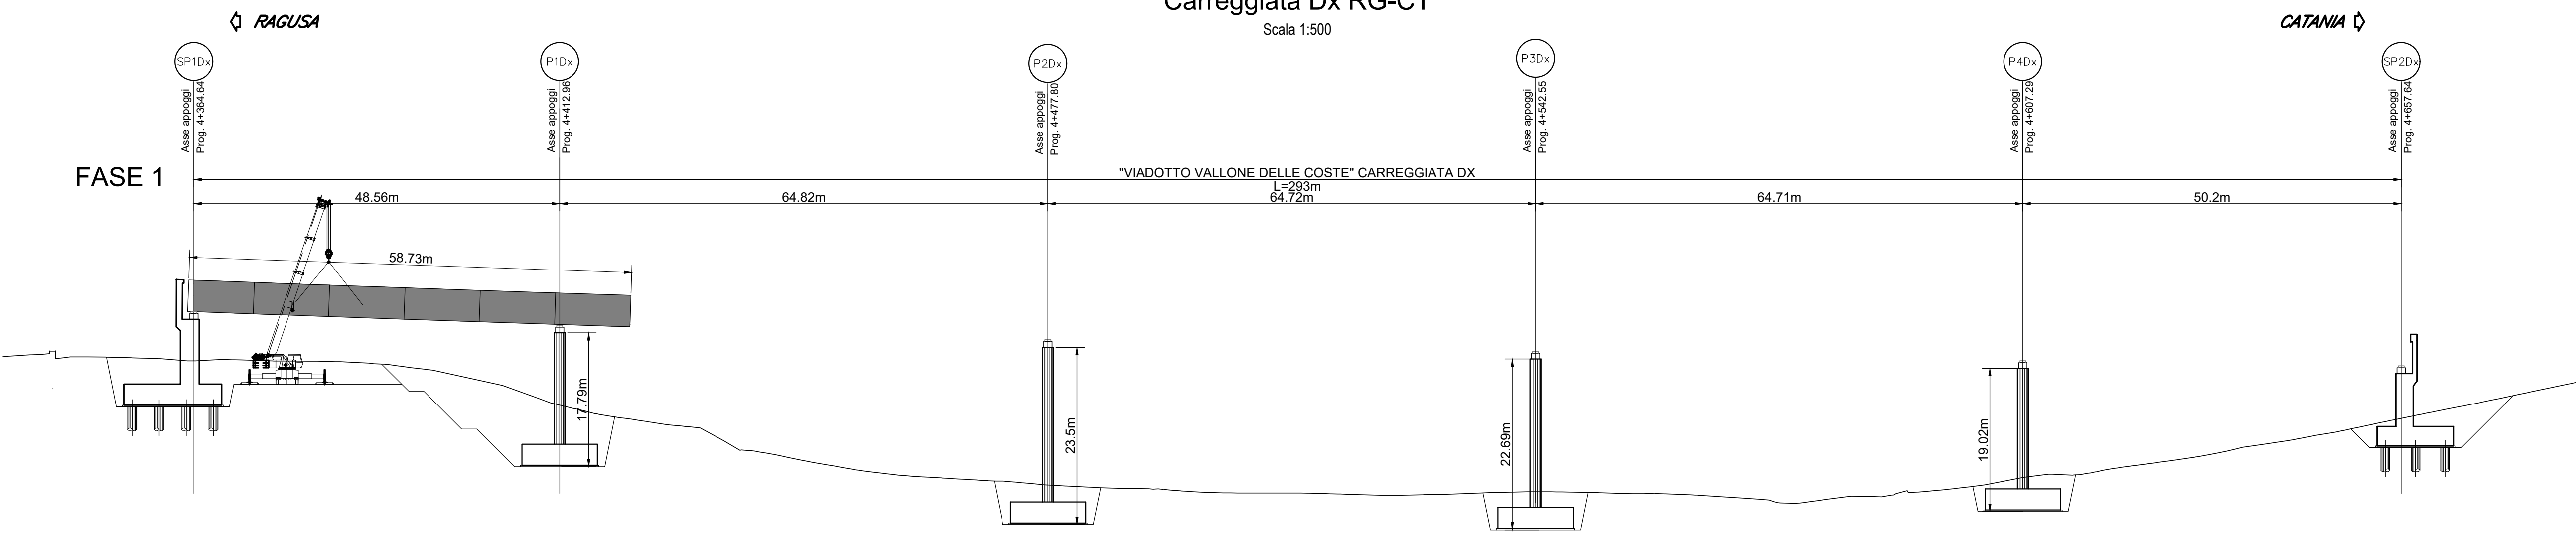 Carreggiata Dx RG-CT
Scala 1:500
RAGUSA
CATANIA
SP1Dx
P1Dx
P2Dx
P3Dx
P4Dx
SP2Dx
Asse appoggi
Prog. 4+364.64
Asse appoggi
Prog. 4+412.96
Asse appoggi
Prog. 4+477.80
Asse appoggi
Prog. 4+542.55
Asse appoggi
Prog. 4+607.29
Asse appoggi
Prog. 4+657.64
FASE 1
"VIADOTTO VALLONE DELLE COSTE" CARREGGIATA DX
L=293m
48.56m
64.82m
64.72m
64.71m
50.2m
58.73m
17.79m
23.5m
22.69m
19.02m